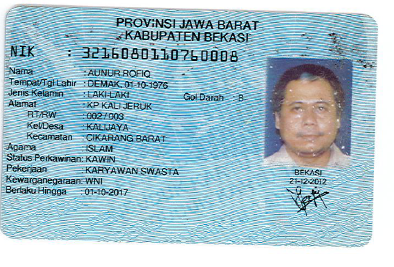 PROVINSI JAWA BARAT
KABUPATEN BEKASI
NIK : 3216080110760008
Nama : AUNUR ROFIQ
Tempat/Tgl Lahir : DEMAK, 01-10-1976
Jenis Kelamin : LAKI-LAKI Gol Darah : B
Alamat : KP KALI JERUK
RT/RW : 002 / 003
Kel/Desa : KALIJAYA
Kecamatan : CIKARANG BARAT
Agama : ISLAM
Status Perkawinan: KAWIN
Pekerjaan : KARYAWAN SWASTA
Kewarganegaraan: WNI
Berlaku Hingga : 01-10-2017
BEKASI
21-12-2012